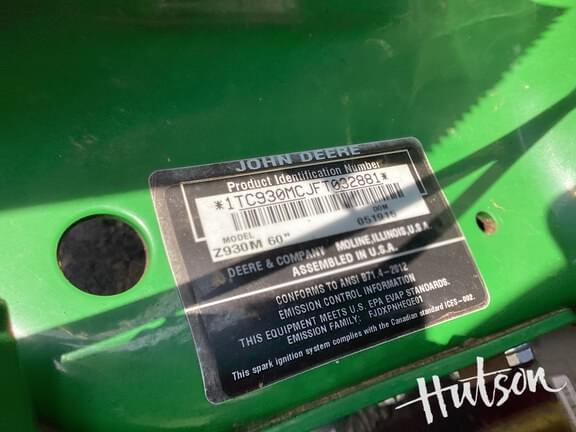 JOHN DEERE
Product Identification Number
*1TC930MCJFT032881*
MODEL
DOM
Z930M 60"
051918
DEERE & COMPANY MOLINE, ILLINOIS U.S.A.
ASSEMBLED IN U.S.A.
CONFORMS TO ANSI B71.4-2012
EMISSION CONTROL INFORMATION
THIS EQUIPMENT MEETS U.S. EPA EVAP STANDARDS.
EMISSION FAMILY: FJDXPNHEQE01
This spark ignition system complies with the Canadian standard ICES-002.
Hutson